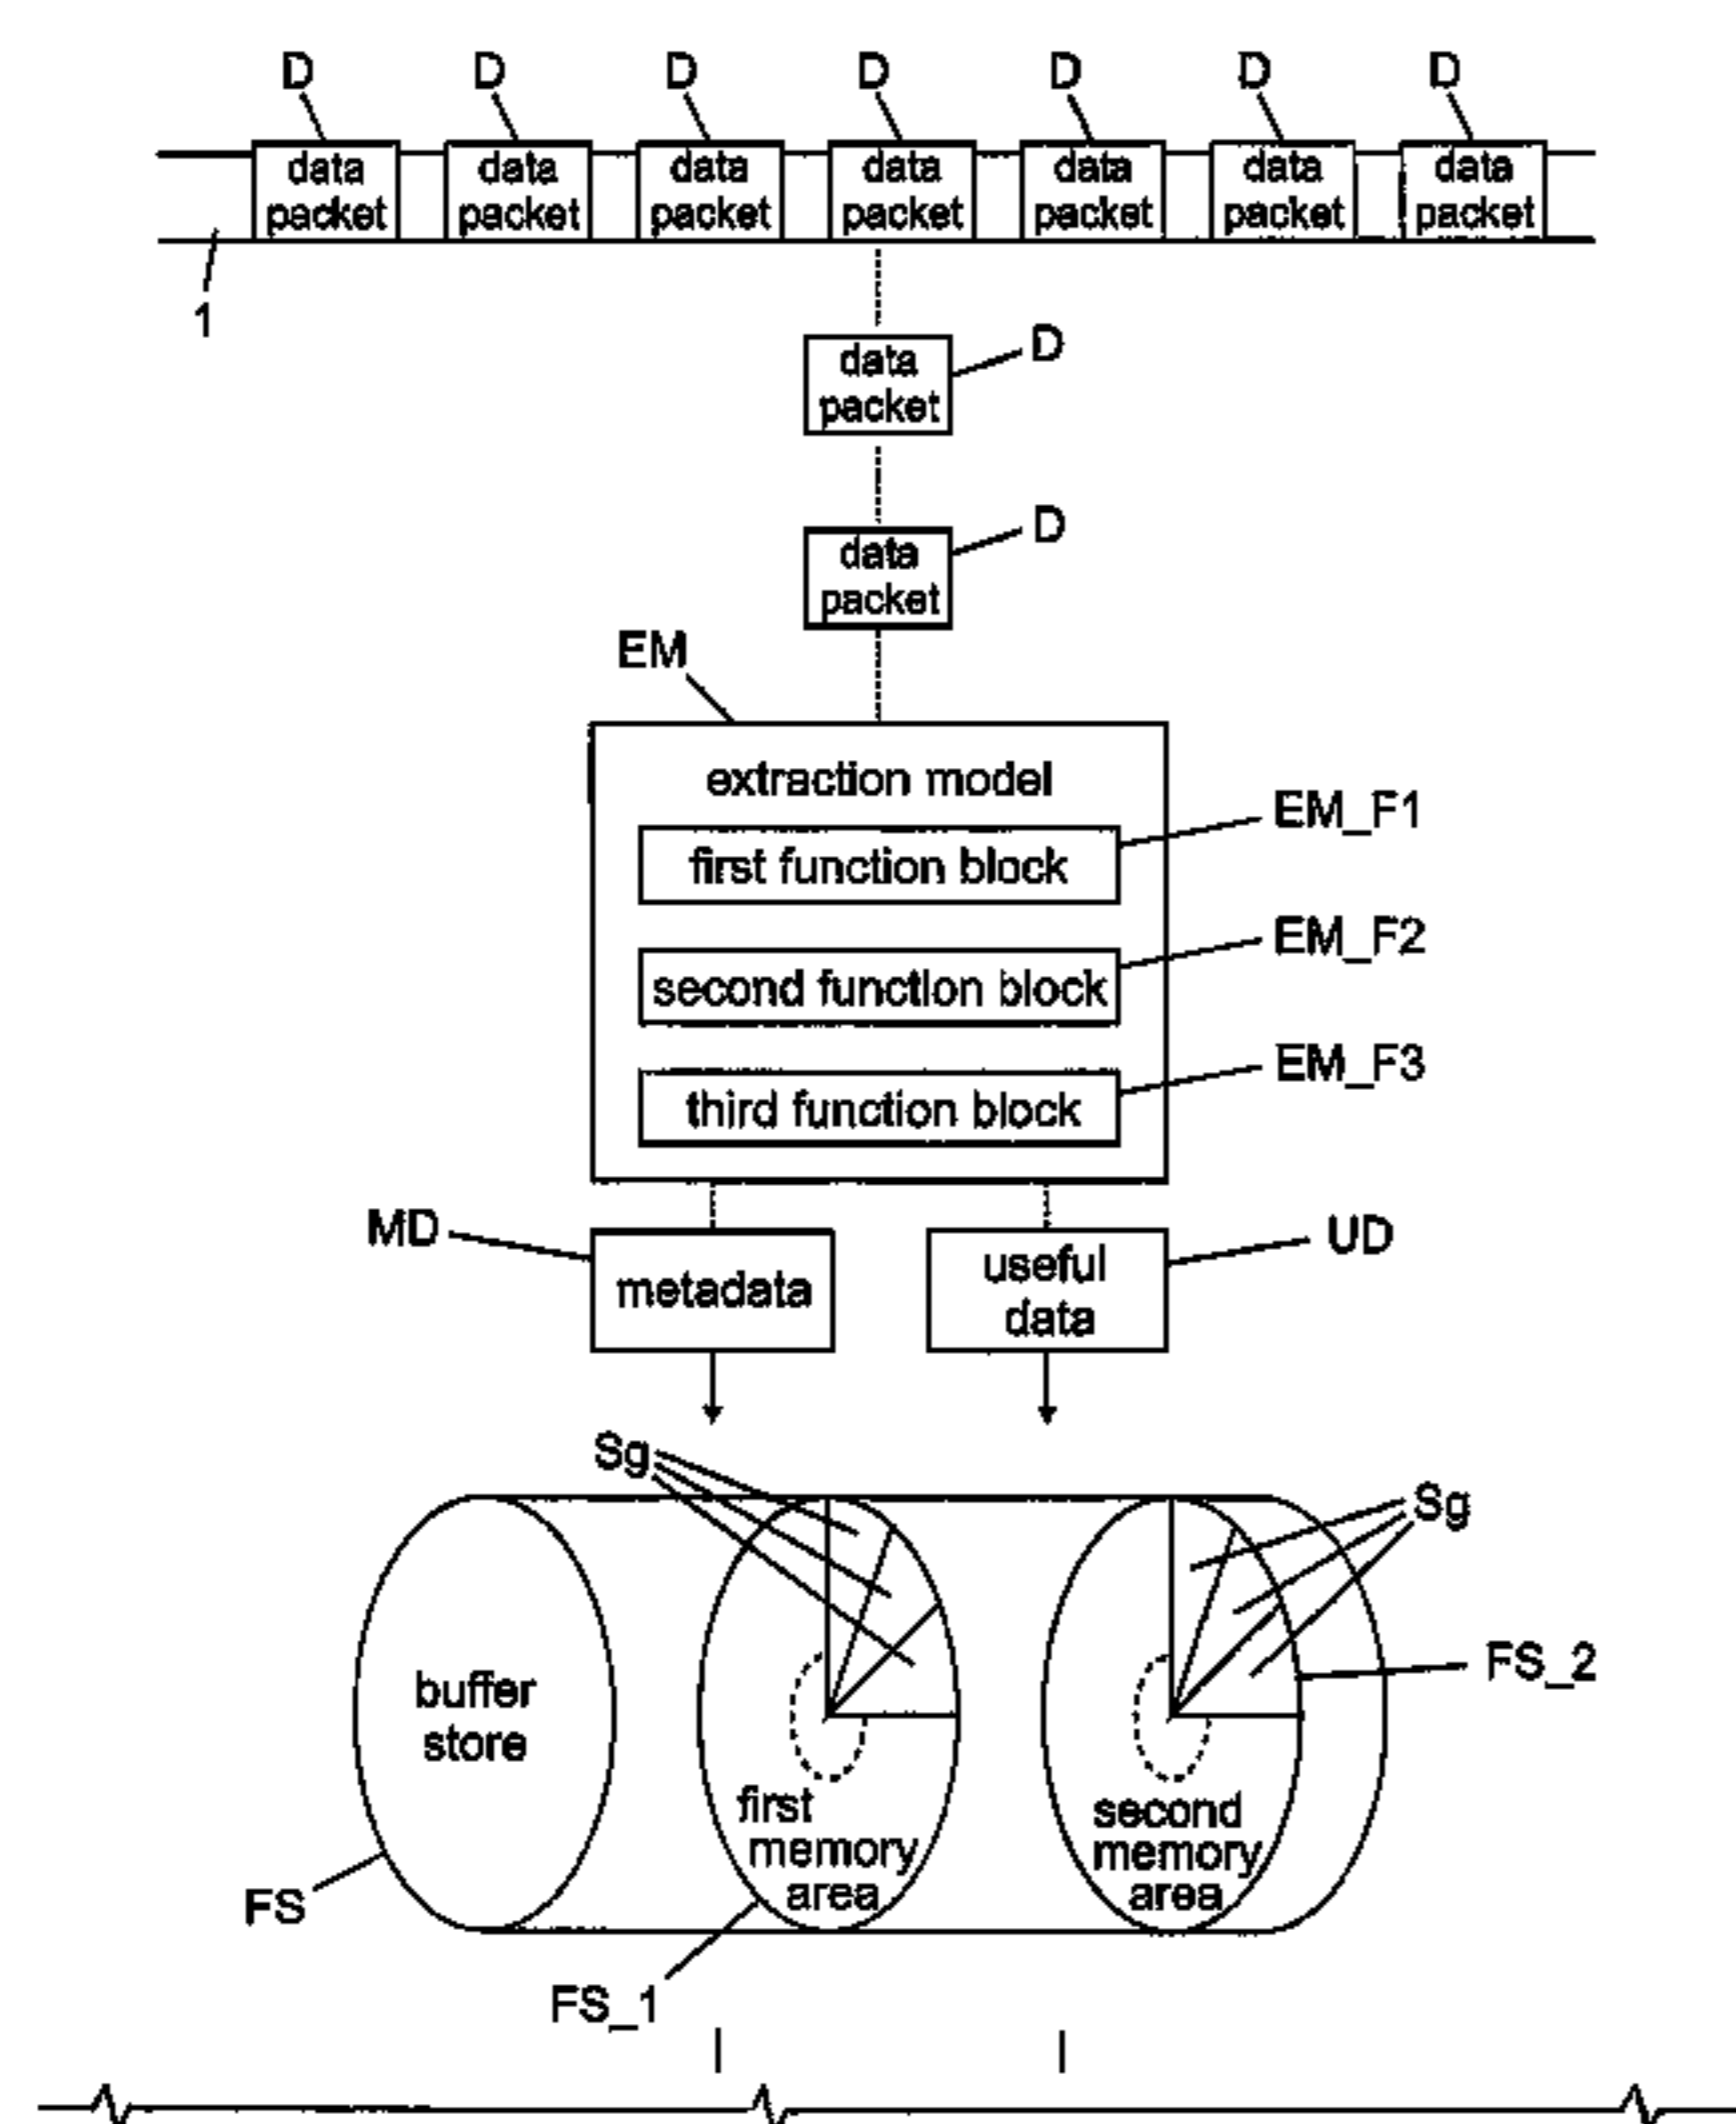 D D D D D D D
data data data data data data data
packet packet packet packet packet packet packet
1
data
packet
D
data
packet
D
EM
extraction model
first function block
EM_F1
second function block
EM_F2
third function block
EM_F3
MD
metadata
useful
data
UD
Sg
Sg
buffer
store
FS_2
first
memory
area
second
memory
area
FS
FS_1